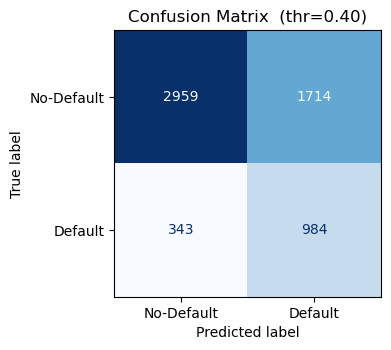 Confusion Matrix  (thr=0.40)
True label
No-Default
2959 1714
Default
343 984
No-Default Default
Predicted label